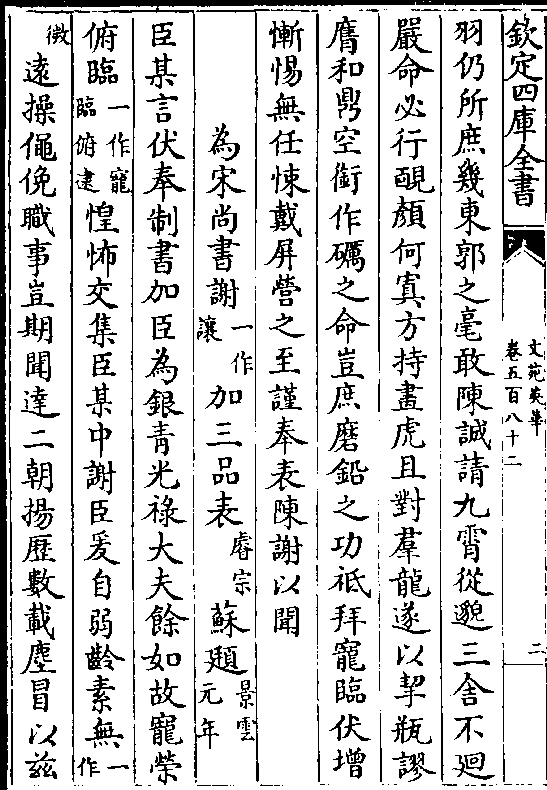 欽定四庫全書
文苑英華
卷五百八十二
二
羽仍所庶幾東郭之毫敢陳誠請九霄從邈三舍不廻
嚴命必行靦顏何寘方持畫虎且對羣龍遂以挈瓶謬
膺和鼎空銜作礪之命豈庶磨鉛之功祗拜寵臨伏增
慚惕無任悚戴屏營之至謹奉表陳謝以聞
為宋尚書謝一作讓加三品表睿宗景雲元年蘇頲
臣某言伏奉制書加臣為銀青光祿大夫餘如故寵榮
俯臨一作寵臨俯逮惶怖交集臣某中謝臣爰自弱齡素無一作
徴遠操僶俛職事豈期聞達二朝揚歷數載塵冒以茲